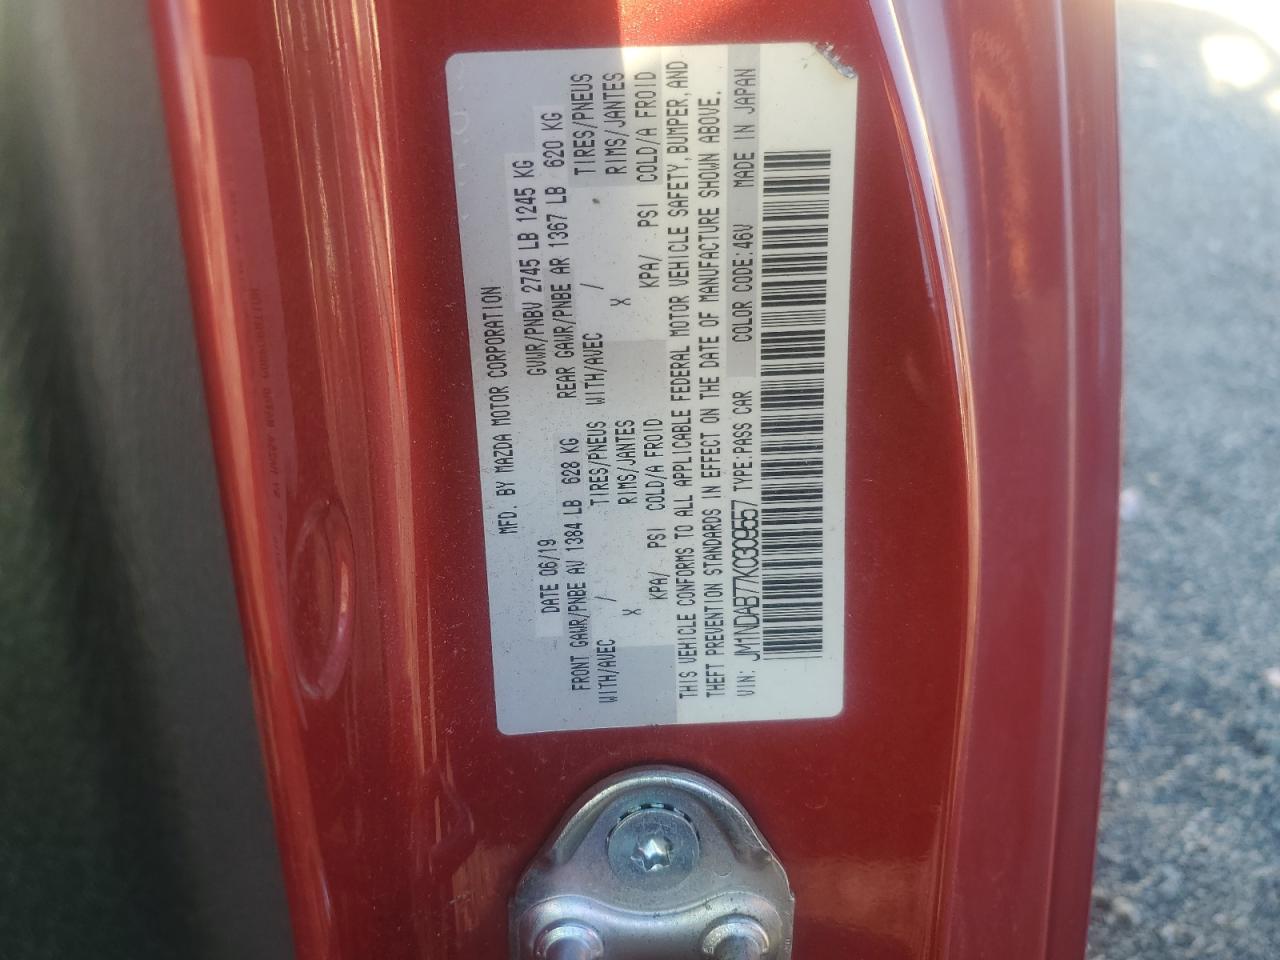 MFD. BY MAZDA MOTOR CORPORATION
DATE 06/19 GVWR/PNBV 2745 LB 1245 KG
FRONT GAWR/PNBE AV 1384 LB 628 KG REAR GAWR/PNBE AR 1367 LB 620 KG
WITH/AVEC / TIRES/PNEUS WITH/AVEC / TIRES/PNEUS
X RIMS/JANTES X RIMS/JANTES
KPA/ PSI COLD/A FROID KPA/ PSI COLD/A FROID
THIS VEHICLE CONFORMS TO ALL APPLICABLE FEDERAL MOTOR VEHICLE SAFETY,BUMPER,AND
THEFT PREVENTION STANDARDS IN EFFECT ON THE DATE OF MANUFACTURE SHOWN ABOVE.
VIN: JM1NDAB77K0309557 TYPE:PASS CAR COLOR CODE:46V MADE IN JAPAN